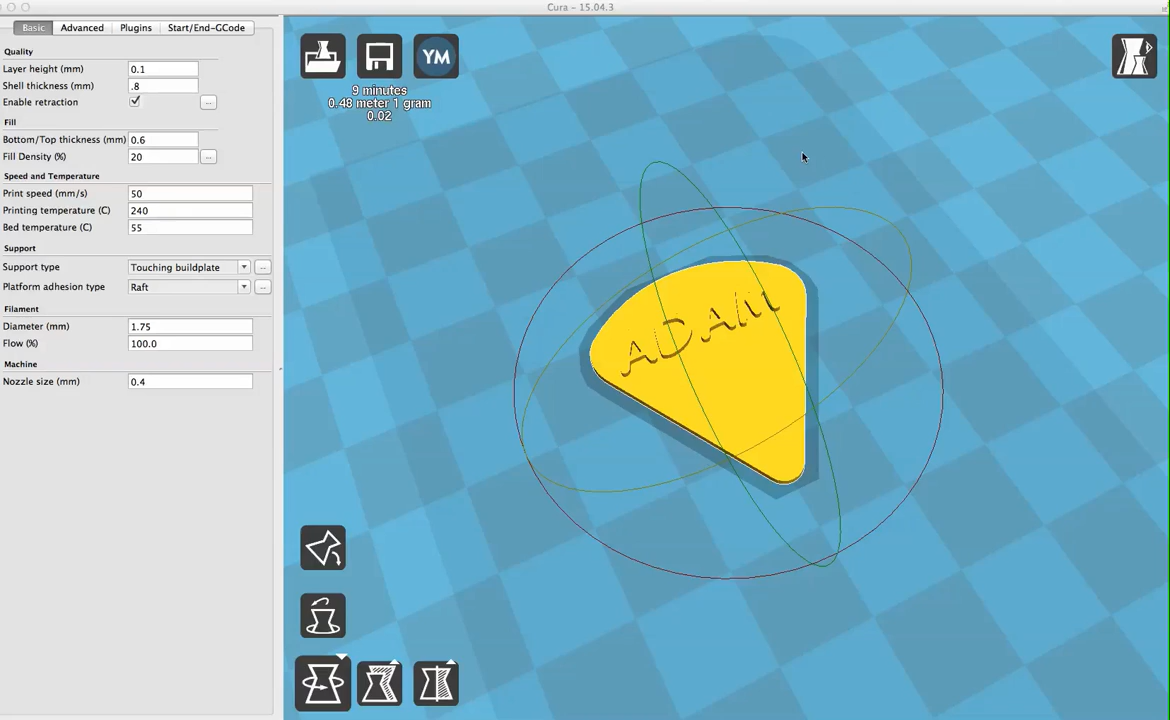 Cura - 15.04.3
Basic Advanced Plugins Start/End-GCode
Quality
Layer height (mm) 0.1
Shell thickness (mm) .8
Enable retraction ...
Fill
Bottom/Top thickness (mm) 0.6
Fill Density (%) 20 ...
Speed and Temperature
Print speed (mm/s) 50
Printing temperature (C) 240
Bed temperature (C) 55
Support
Support type Touching buildplate ...
Platform adhesion type Raft ...
Filament
Diameter (mm) 1.75
Flow (%) 100.0
Machine
Nozzle size (mm) 0.4
YM
9 minutes
0.48 meter 1 gram
0.02
ADAM